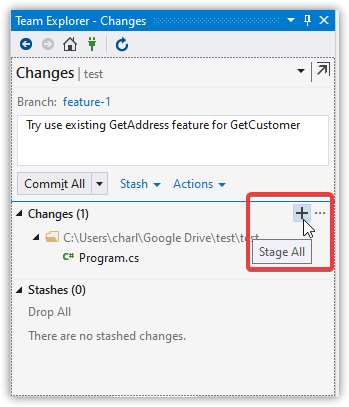 Team Explorer - Changes
Changes | test
Branch: feature-1
Try use existing GetAddress feature for GetCustomer
Commit All Stash Actions
Changes (1)
C:\Users\charl\Google Drive\test\test
Stage All
C# Program.cs
Stashes (0)
Drop All
There are no stashed changes.